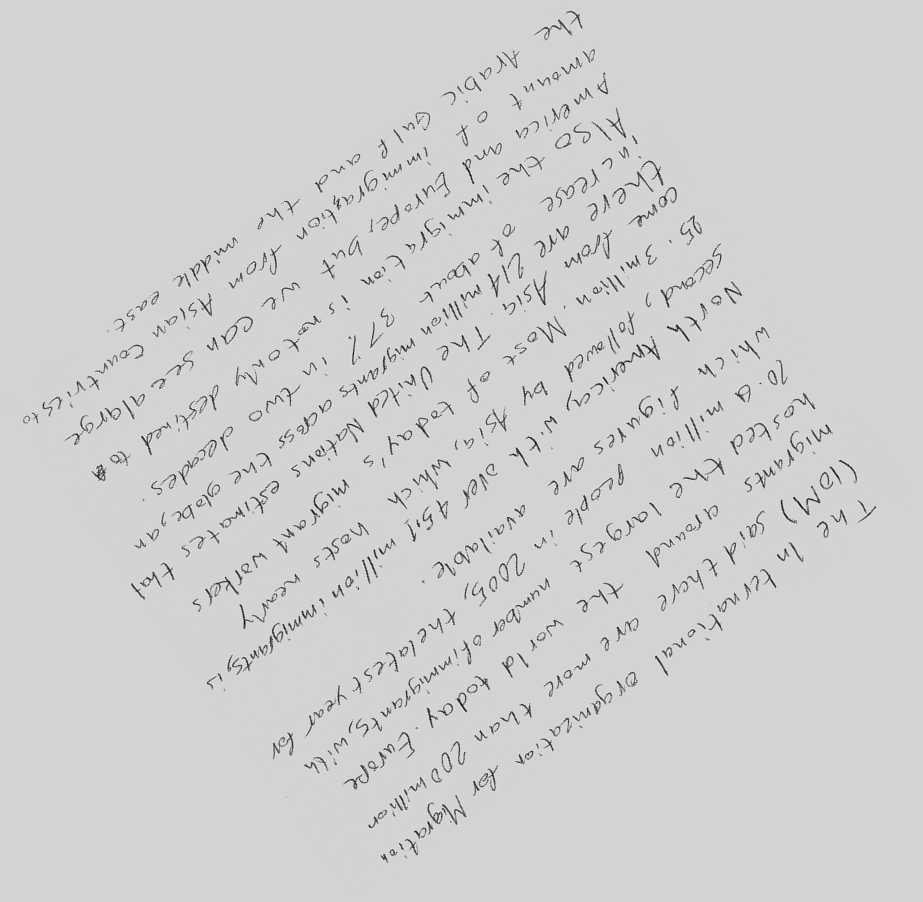 The International organization for Migration
(IOM) said there are more than 200 million
migrants around the world today. Europe
hosted the largest number of immigrants, with
70.6 million people in 2005, the latest year for
which figures are available.
North America, with over 45.1 million immigrants, is
second, followed by Asia, which hosts nearly
25.3 million. Most of today's migrant workers
come from Asia. The United Nations estimates that
there are 214 million migrants across the globe, an
increase of about 37% in two decades.
Also the immigration is not only destined to
America and Europe, but we can see a large
amount of immigration from Asian countries to
the Arabic Gulf and the middle east.